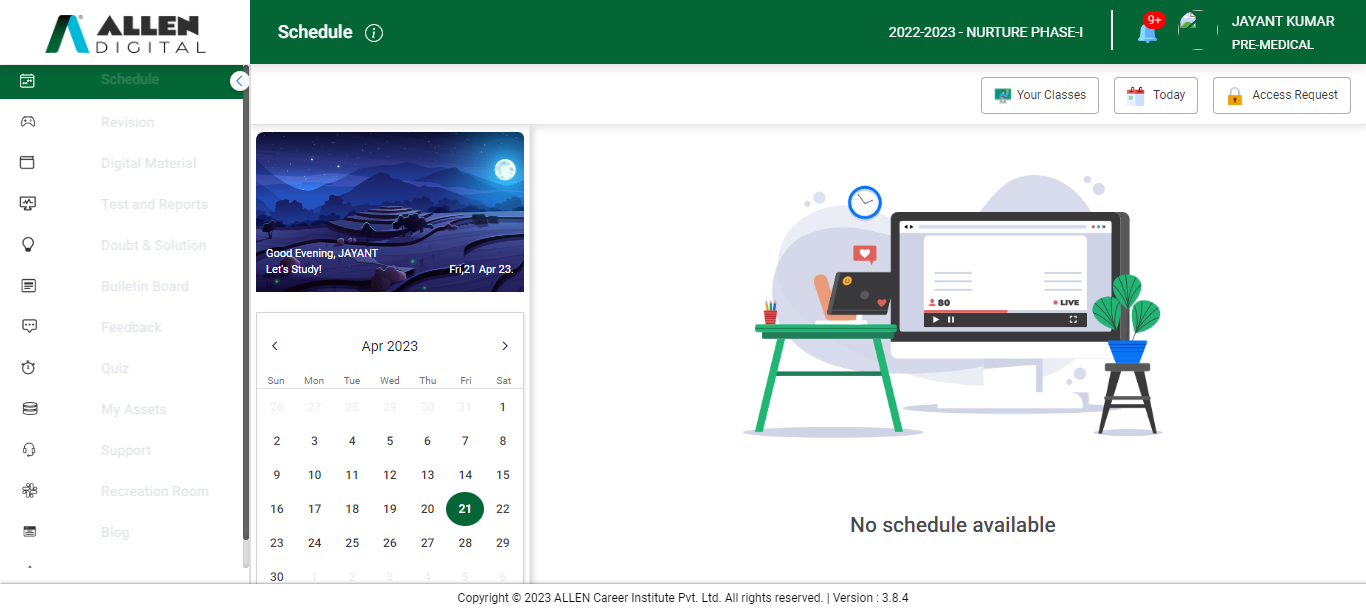 ALLEN
DIGITAL
Schedule
2022-2023 - NURTURE PHASE-I
9+
JAYANT KUMAR
PRE-MEDICAL
Schedule
Revision
Digital Material
Test and Reports
Doubt & Solution
Bulletin Board
Feedback
Quiz
My Assets
Support
Recreation Room
Blog
Your Classes
Today
Access Request
Good Evening, JAYANT
Let's Study!
Fri,21 Apr 23.
Apr 2023
Sun Mon Tue Wed Thu Fri Sat
26 27 28 29 30 31 1
2 3 4 5 6 7 8
9 10 11 12 13 14 15
16 17 18 19 20 21 22
23 24 25 26 27 28 29
30 1 2 3 4 5 6
80
LIVE
No schedule available
Copyright © 2023 ALLEN Career Institute Pvt. Ltd. All rights reserved. | Version : 3.8.4